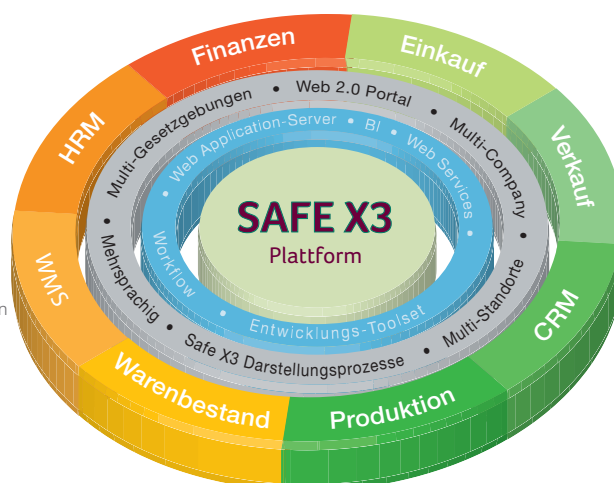 Finanzen
Einkauf
Verkauf
CRM
Produktion
Warenbestand
WMS
HRM
Multi-Gesetzgebungen • Web 2.0 Portal • Multi-Company • Multi-Standorte • Safe X3 Darstellungsprozesse • Mehrsprachig •
• Web Application-Server • BI • Web Services • Entwicklungs-Toolset • Workflow
SAFE X3
Plattform
n